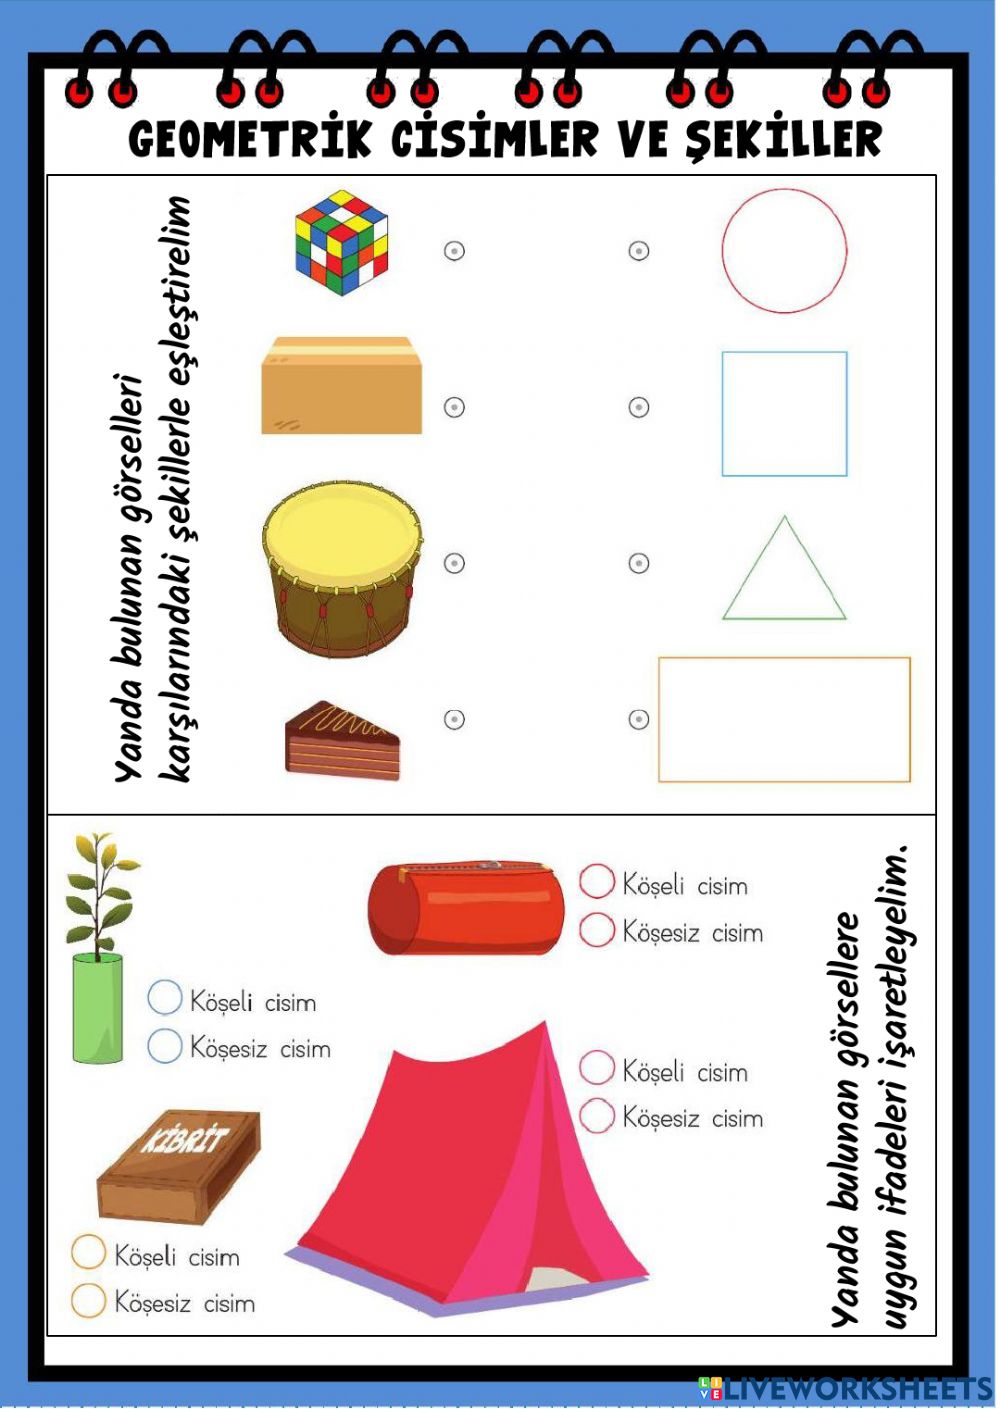 GEOMETRİK CİSİMLER VE ŞEKİLLER
Yanda bulunan görselleri
karşılarındaki şekillerle eşleştirelim
Köşeli cisim
Köşesiz cisim
Köşeli cisim
Köşesiz cisim
Köşeli cisim
Köşesiz cisim
KİBRİT
Köşeli cisim
Köşesiz cisim
Yanda bulunan görsellere
uygun ifadeleri işaretleyelim.
LIVE LIVEWORKSHEETS